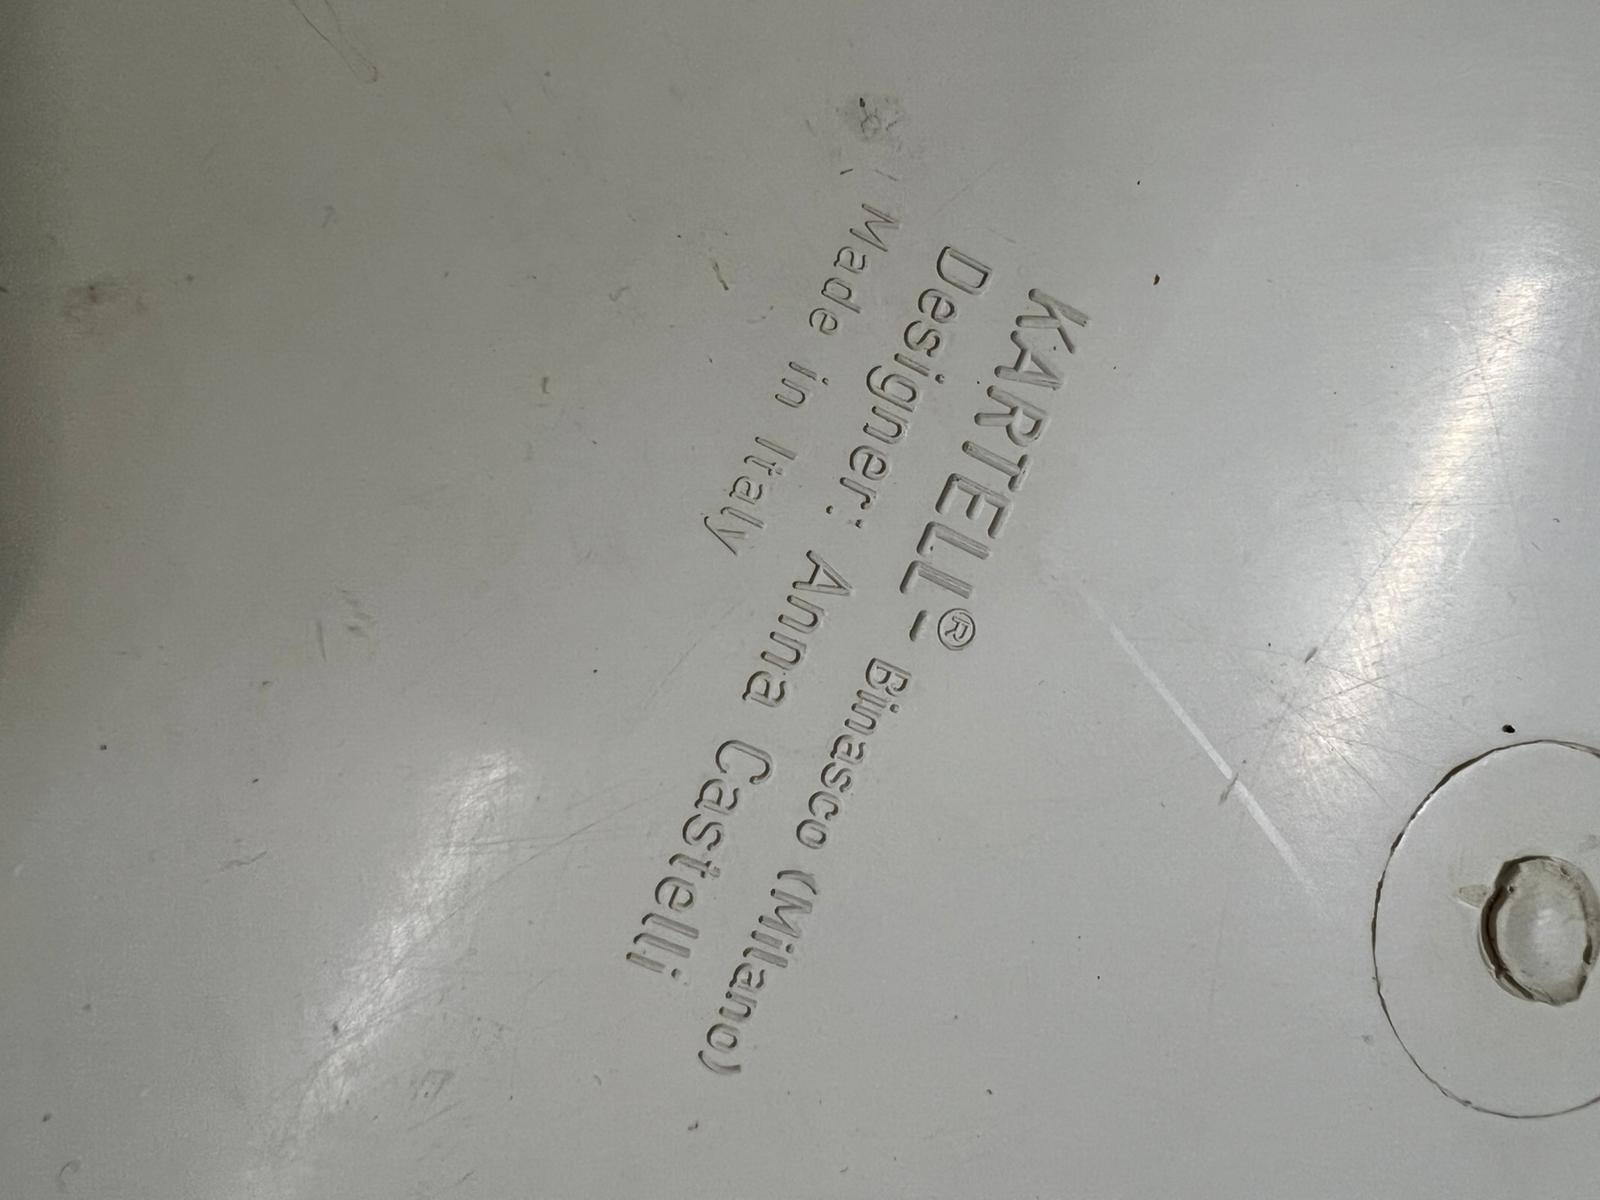 KARTELL® - Binasco (Milano)
Designer: Anna Castelli
Made in Italy